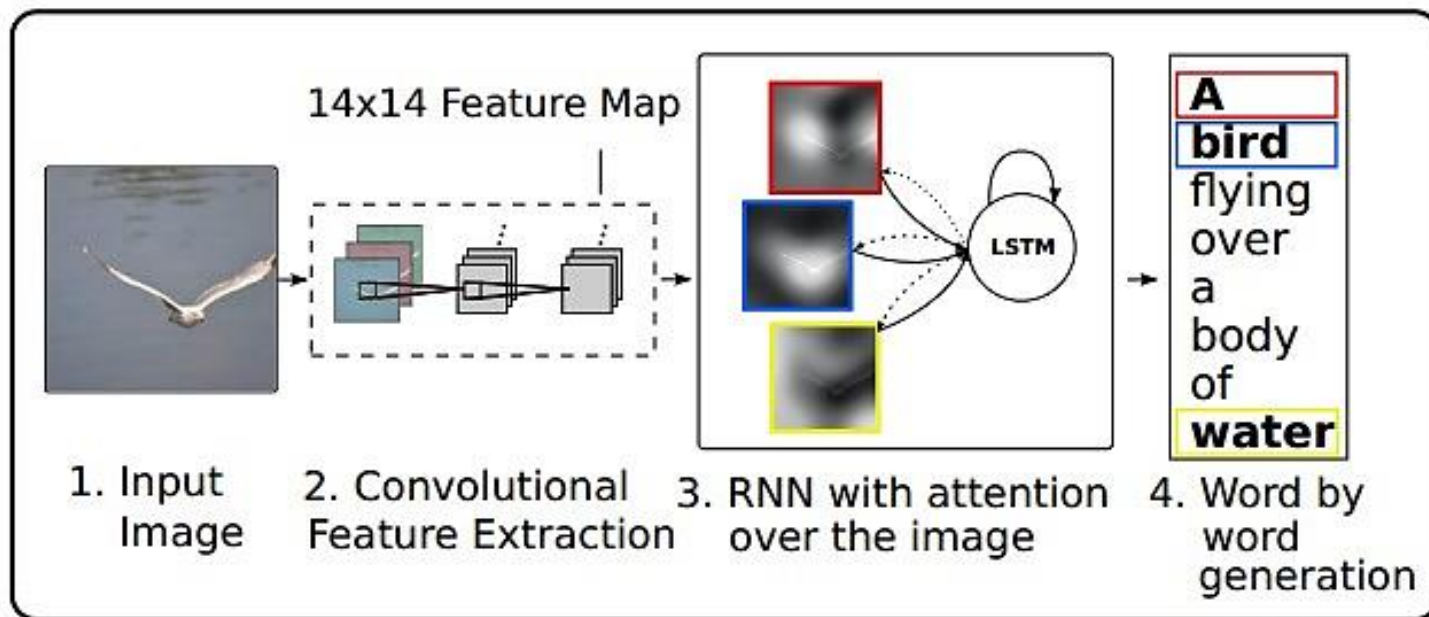 14x14 Feature Map
LSTM
A
bird
flying
over
a
body
of
water
1. Input
Image
2. Convolutional
Feature Extraction
3. RNN with attention
over the image
4. Word by
word
generation